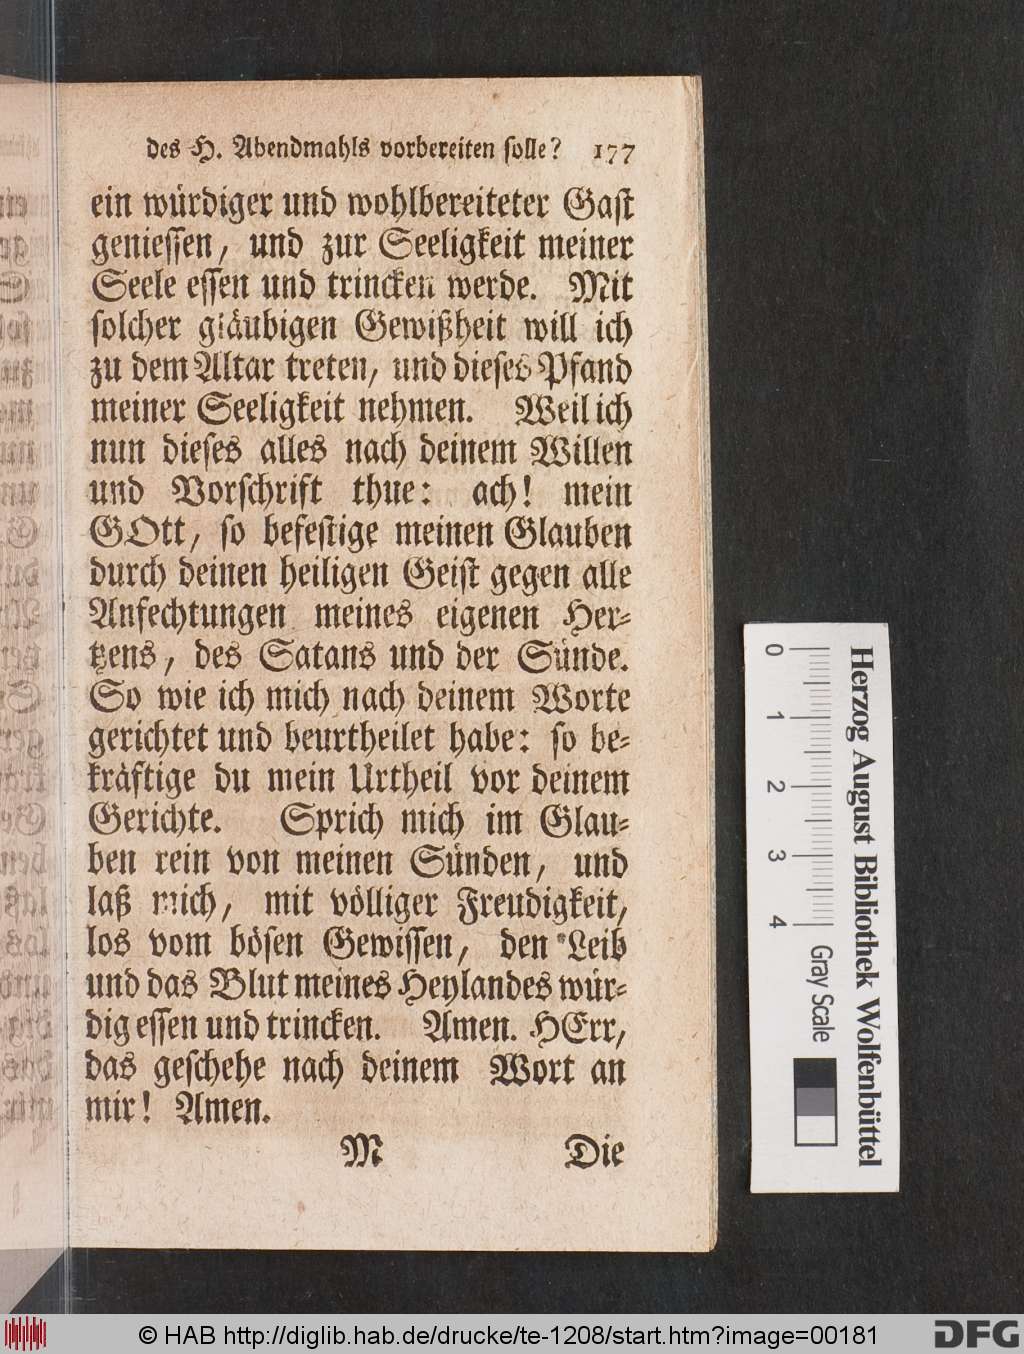 des H. Abendmahls vorbereiten solle? 177
ein würdiger und wohlbereiteter Gast
geniessen, und zur Seeligkeit meiner
Seele essen und trincken werde. Mit
solcher gläubigen Gewißheit will ich
zu dem Altar treten, und dieses Pfand
meiner Seeligkeit nehmen. Weil ich
nun dieses alles nach deinem Willen
und Vorschrift thue: ach! mein
GOtt, so befestige meinen Glauben
durch deinen heiligen Geist gegen alle
Anfechtungen meines eigenen Her-
tzens, des Satans und der Sünde.
So wie ich mich nach deinem Worte
gerichtet und beurtheilet habe: so be-
kräftige du mein Urtheil vor deinem
Gerichte. Sprich mich im Glau-
ben rein von meinen Sünden, und
laß mich, mit völliger Freudigkeit,
los vom bösen Gewissen, den Leib
und das Blut meines Heylandes wür-
dig essen und trincken. Amen. HErr,
das geschehe nach deinem Wort an
mir! Amen.
M Die
0 1 2 3 4 Gray Scale
Herzog August Bibliothek Wolfenbüttel
© HAB http://diglib.hab.de/drucke/te-1208/start.htm?image=00181 DFG